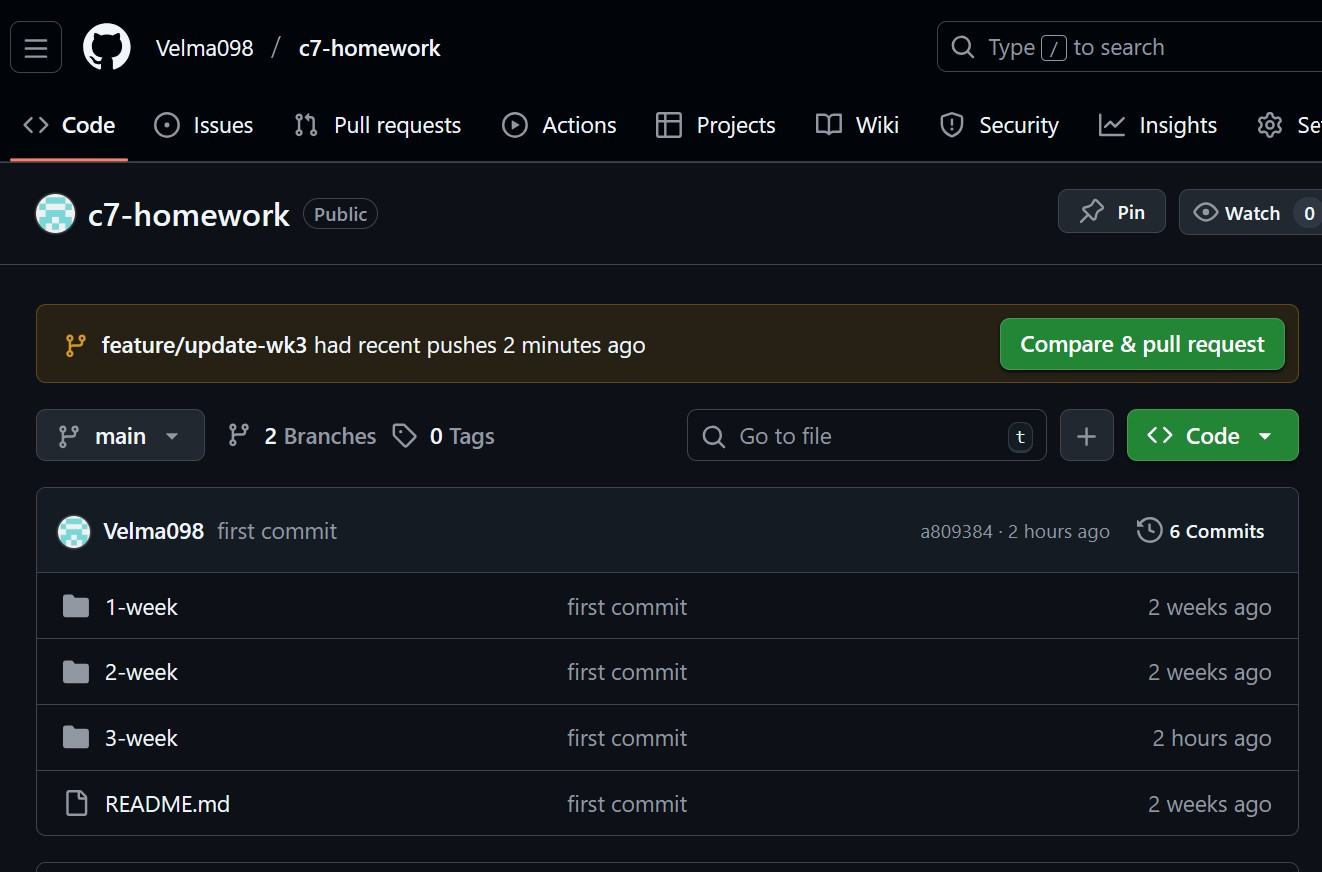 Velma098 / c7-homework
Type / to search
Code Issues Pull requests Actions Projects Wiki Security Insights Se
c7-homework Public
Pin Watch 0
feature/update-wk3 had recent pushes 2 minutes ago
Compare & pull request
main 2 Branches 0 Tags
Go to file t
+ <> Code
Velma098 first commit
a809384 · 2 hours ago 6 Commits
1-week first commit 2 weeks ago
2-week first commit 2 weeks ago
3-week first commit 2 hours ago
README.md first commit 2 weeks ago